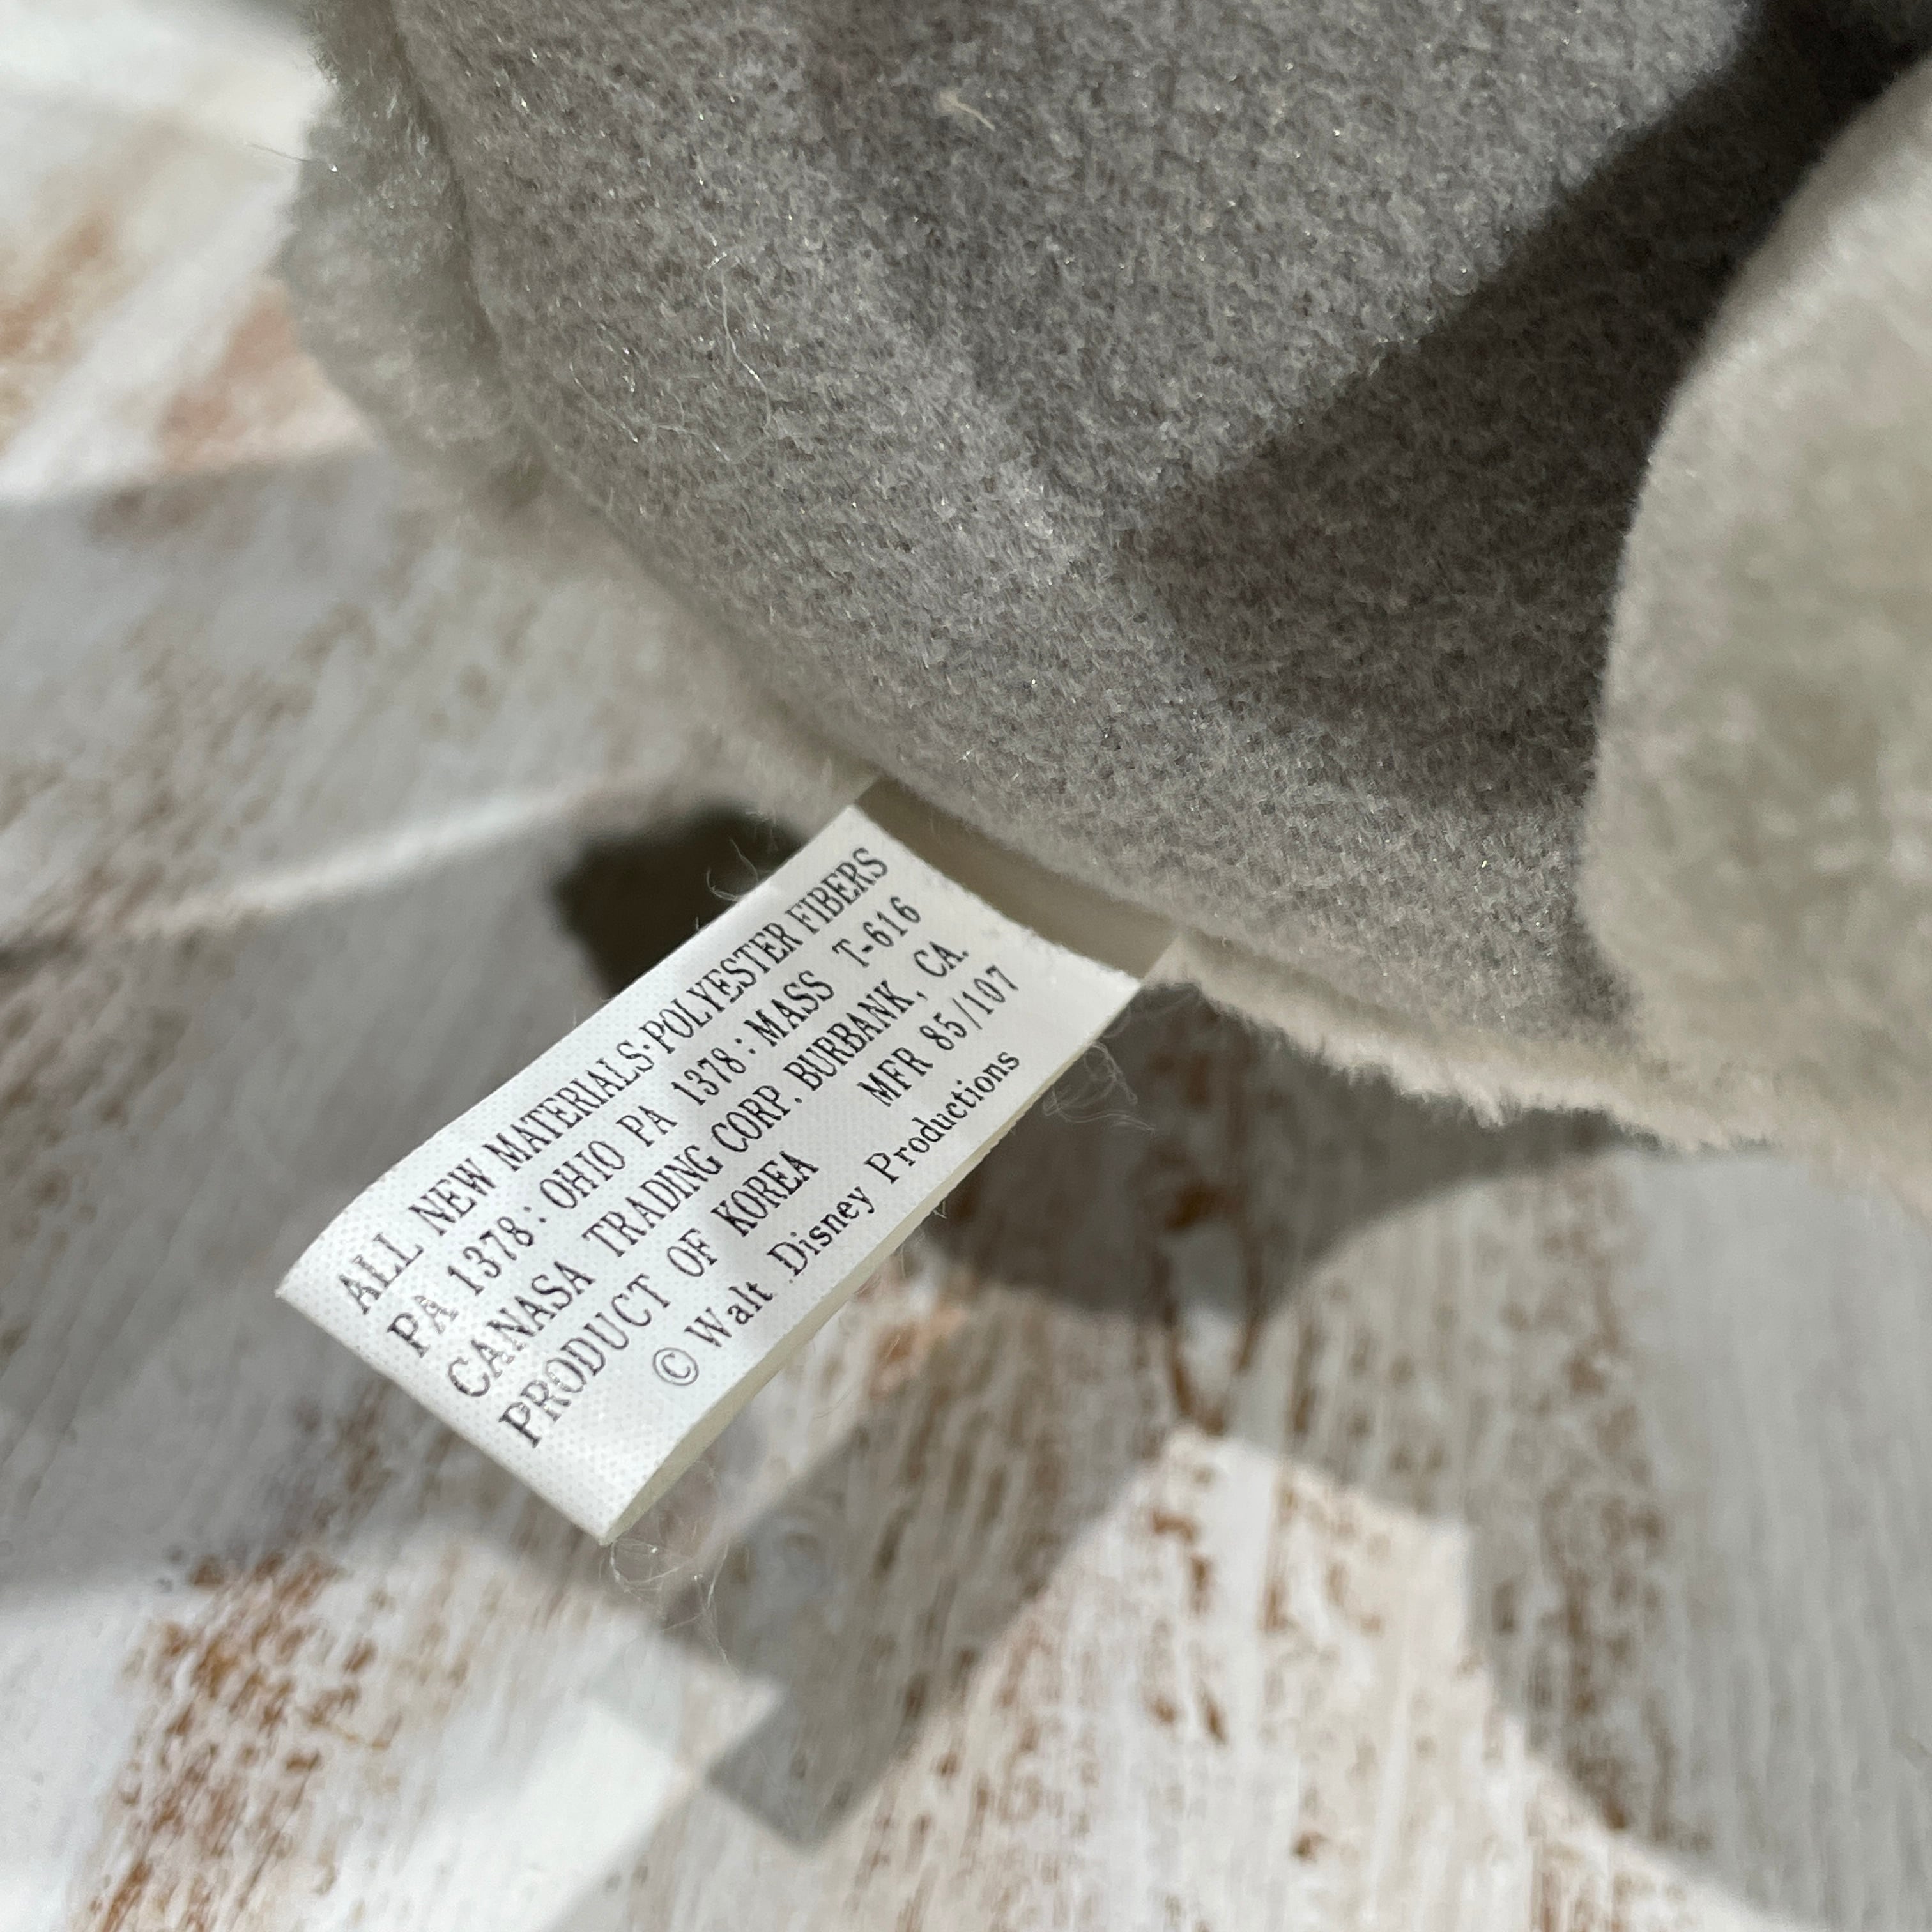 ALL NEW MATERIALS·POLYESTER FIBERS
PA 1378: OHIO PA 1378: MASS T-616
CANASA TRADING CORP. BURBANK, CA.
PRODUCT OF KOREA MFR 85/107
© Walt Disney Productions